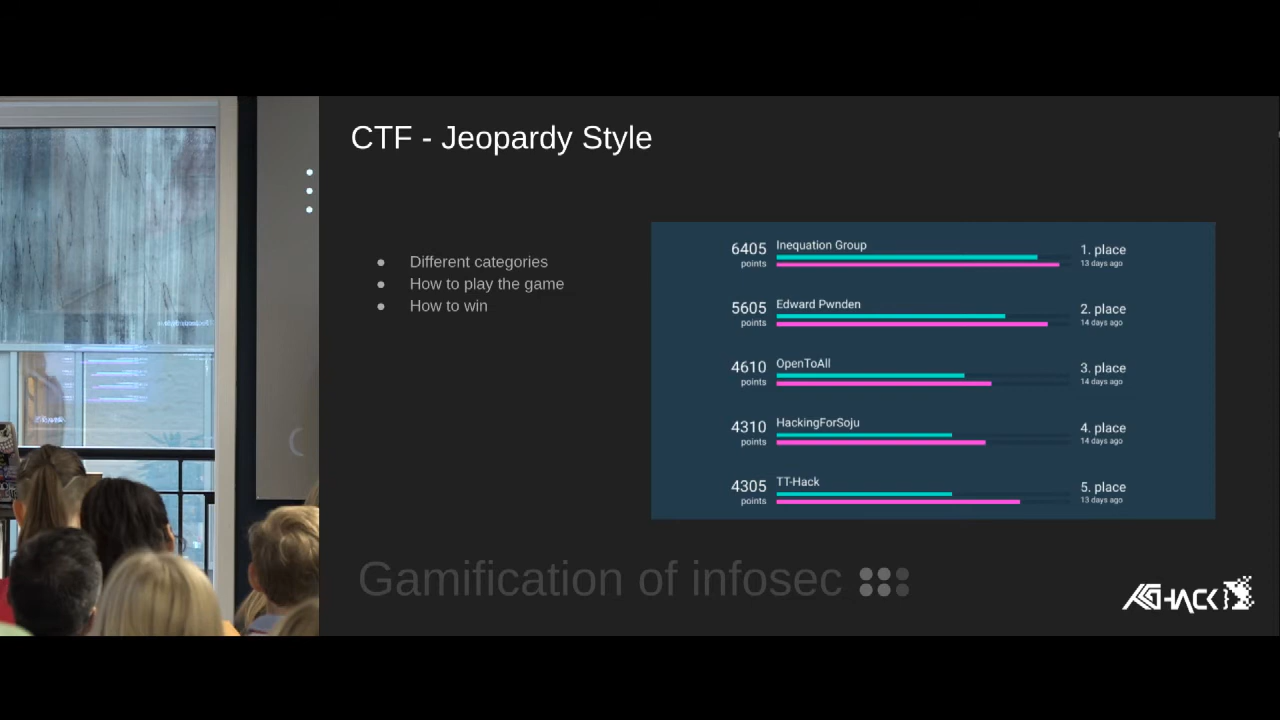 CTF - Jeopardy Style
Different categories
How to play the game
How to win
6405 points Inequation Group 1. place 13 days ago
5605 points Edward Pwnden 2. place 14 days ago
4610 points OpenToAll 3. place 14 days ago
4310 points HackingForSoju 4. place 14 days ago
4305 points TT-Hack 5. place 13 days ago
Gamification of infosec